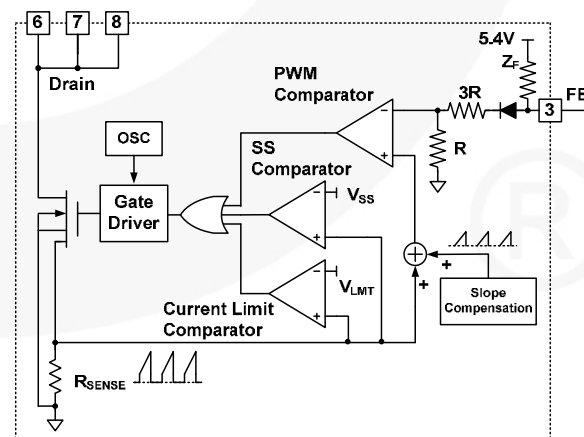 6 7 8
5.4V
Drain
PWM
Comparator
ZF
3R
3
FB
OSC
SS
Comparator
R
Gate
Driver
VSS
VLMT
Current Limit
Comparator
Slope
Compensation
RSENSE